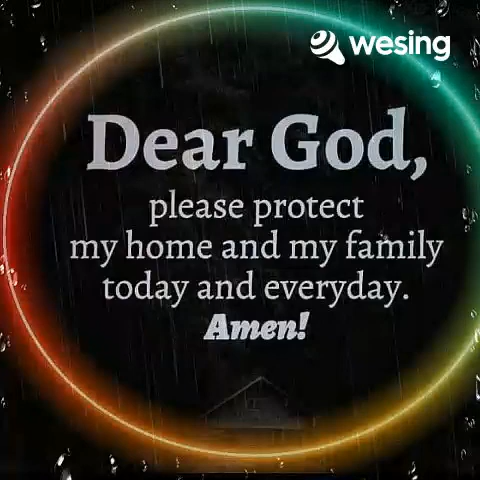 wesing
Dear God,
please protect
my home and my family
today and everyday.
Amen!